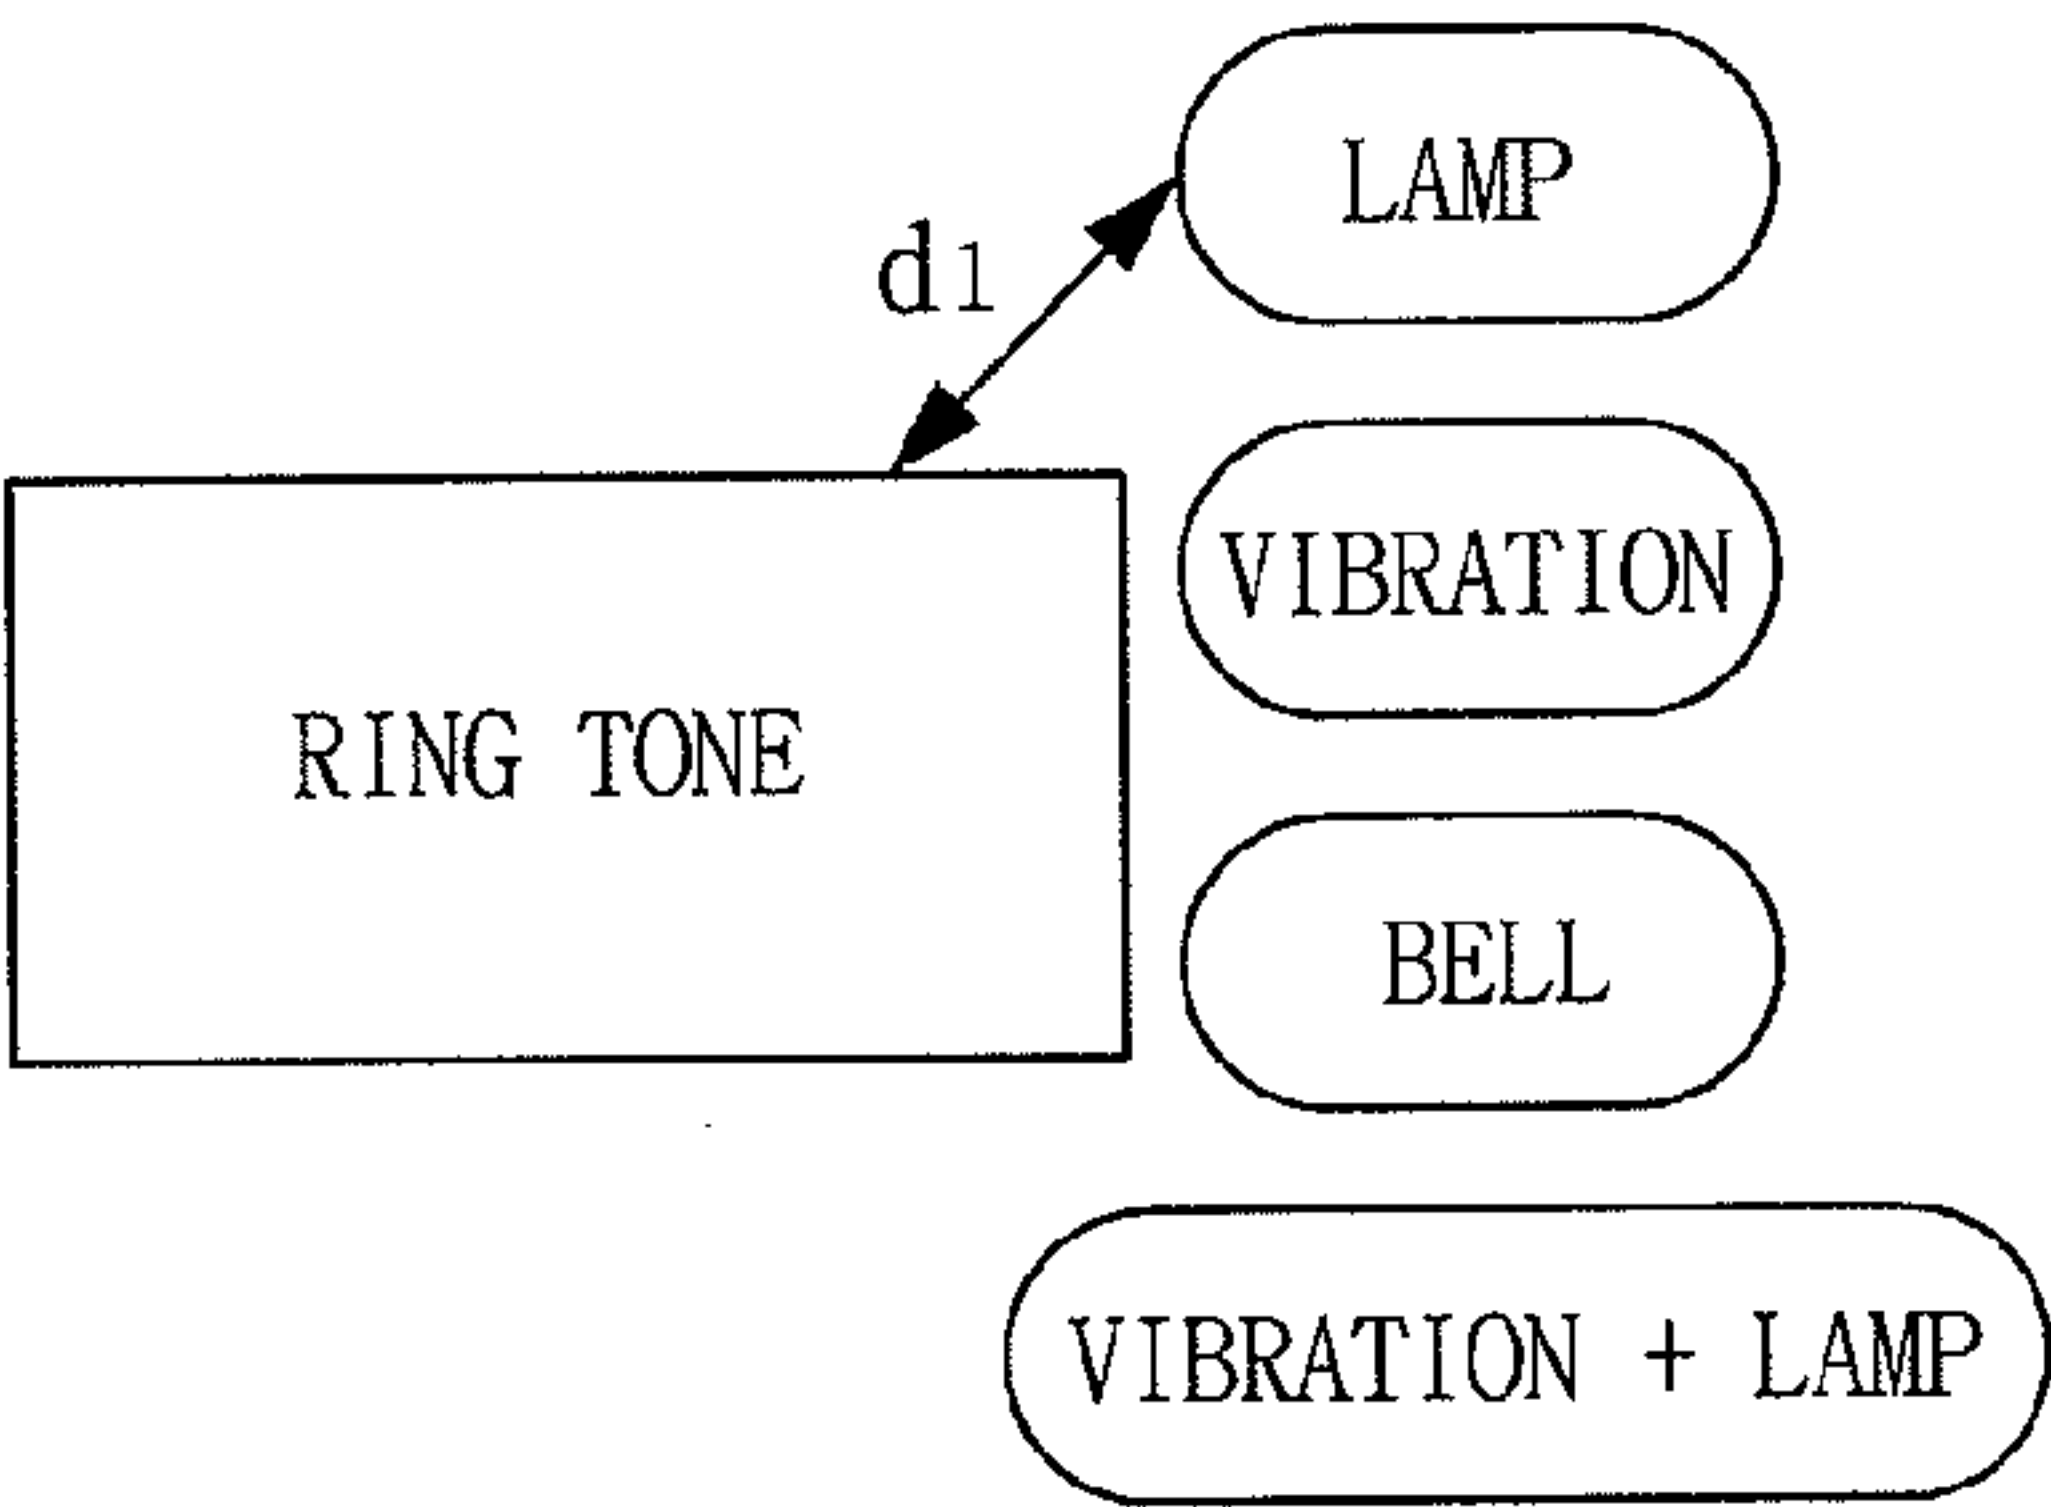 LAMP
d1
VIBRATION
RING TONE
BELL
VIBRATION + LAMP